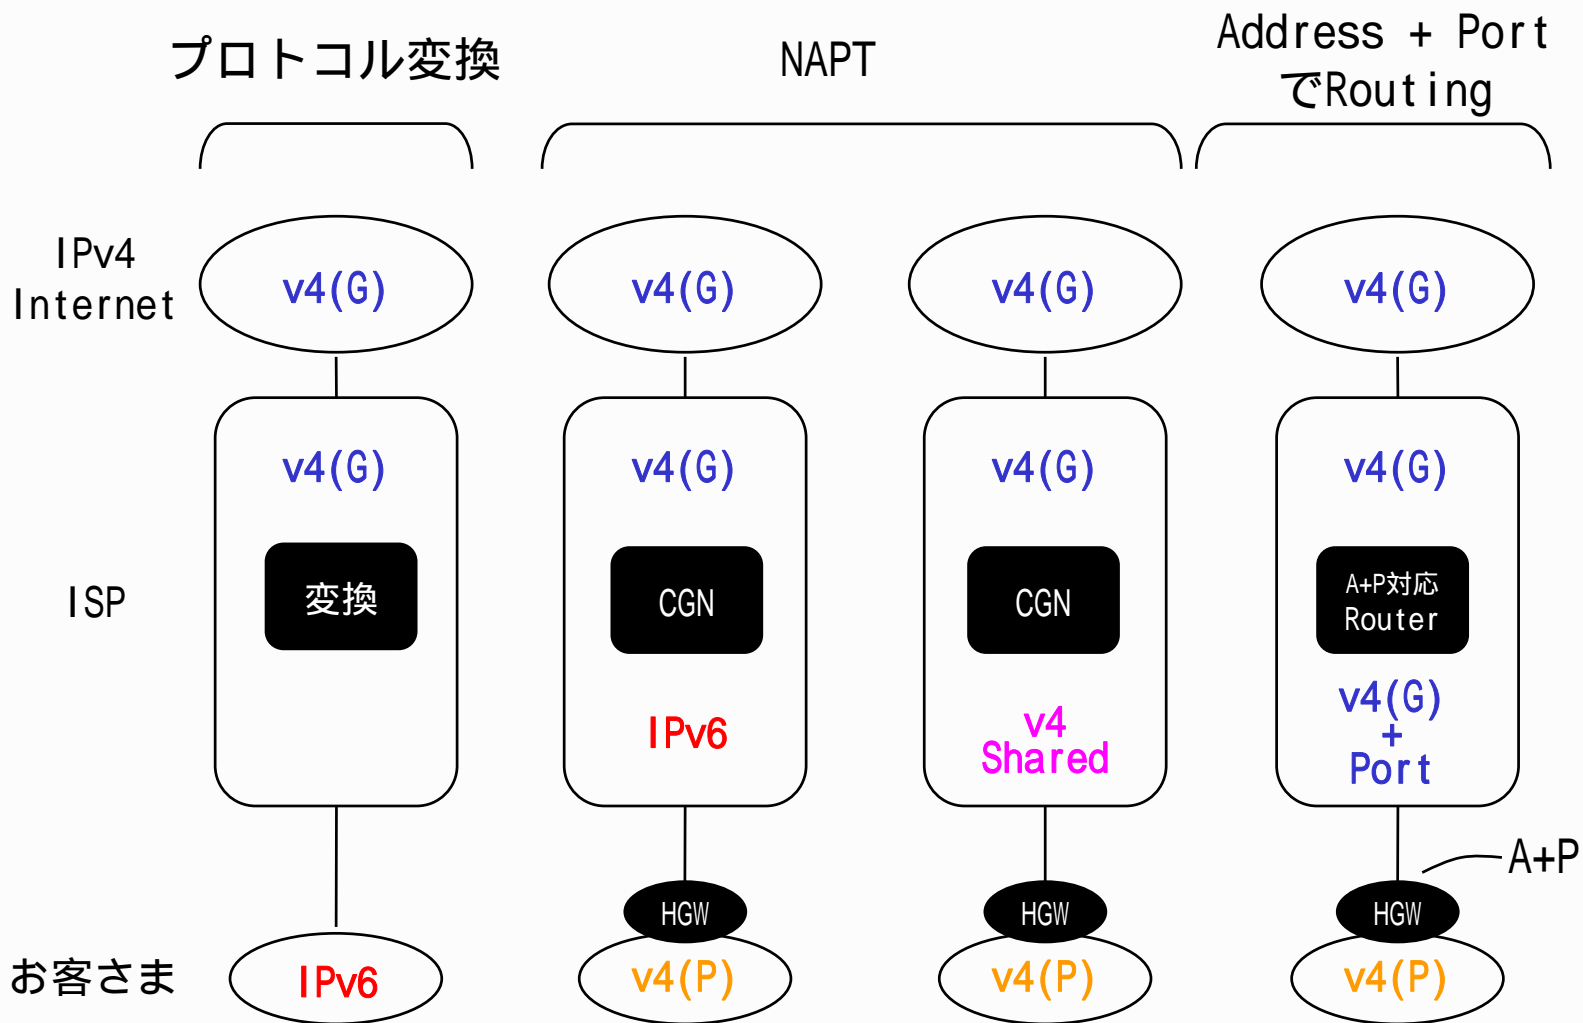 プロトコル変換
NAPT
Address + Port
でRouting
IPv4
Internet
v4(G)
v4(G)
v4(G)
v4(G)
ISP
v4(G)
v4(G)
v4(G)
v4(G)
変換
CGN
CGN
A+P対応
Router
IPv6
v4
Shared
v4(G)
+
Port
A+P
HGW
HGW
HGW
お客さま
IPv6
v4(P)
v4(P)
v4(P)